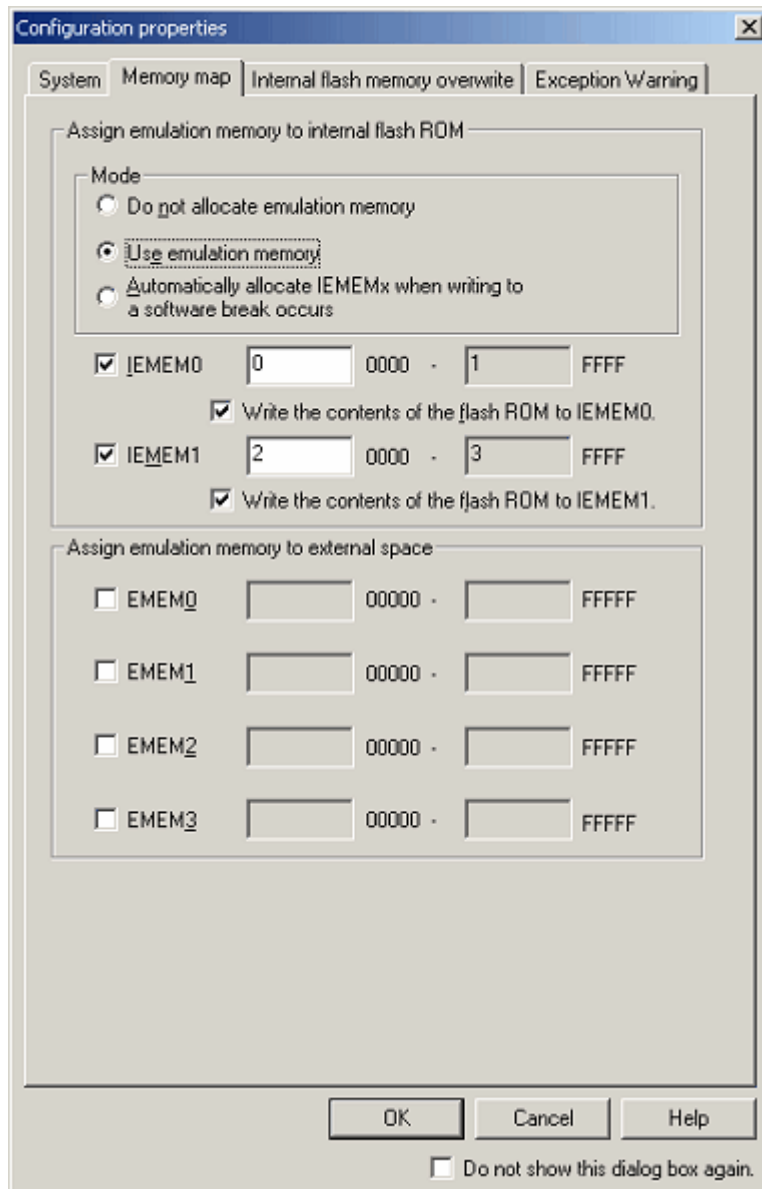 Configuration properties
System Memory map Internal flash memory overwrite Exception Warning
Assign emulation memory to internal flash ROM
Mode
Do not allocate emulation memory
Use emulation memory
Automatically allocate IEMEMx when writing to
a software break occurs
IEMEM0 0 0000 - 1 FFFF
Write the contents of the flash ROM to IEMEM0.
IEMEM1 2 0000 - 3 FFFF
Write the contents of the flash ROM to IEMEM1.
Assign emulation memory to external space
EMEM0 00000 - FFFFF
EMEM1 00000 - FFFFF
EMEM2 00000 - FFFFF
EMEM3 00000 - FFFFF
OK Cancel Help
Do not show this dialog box again.